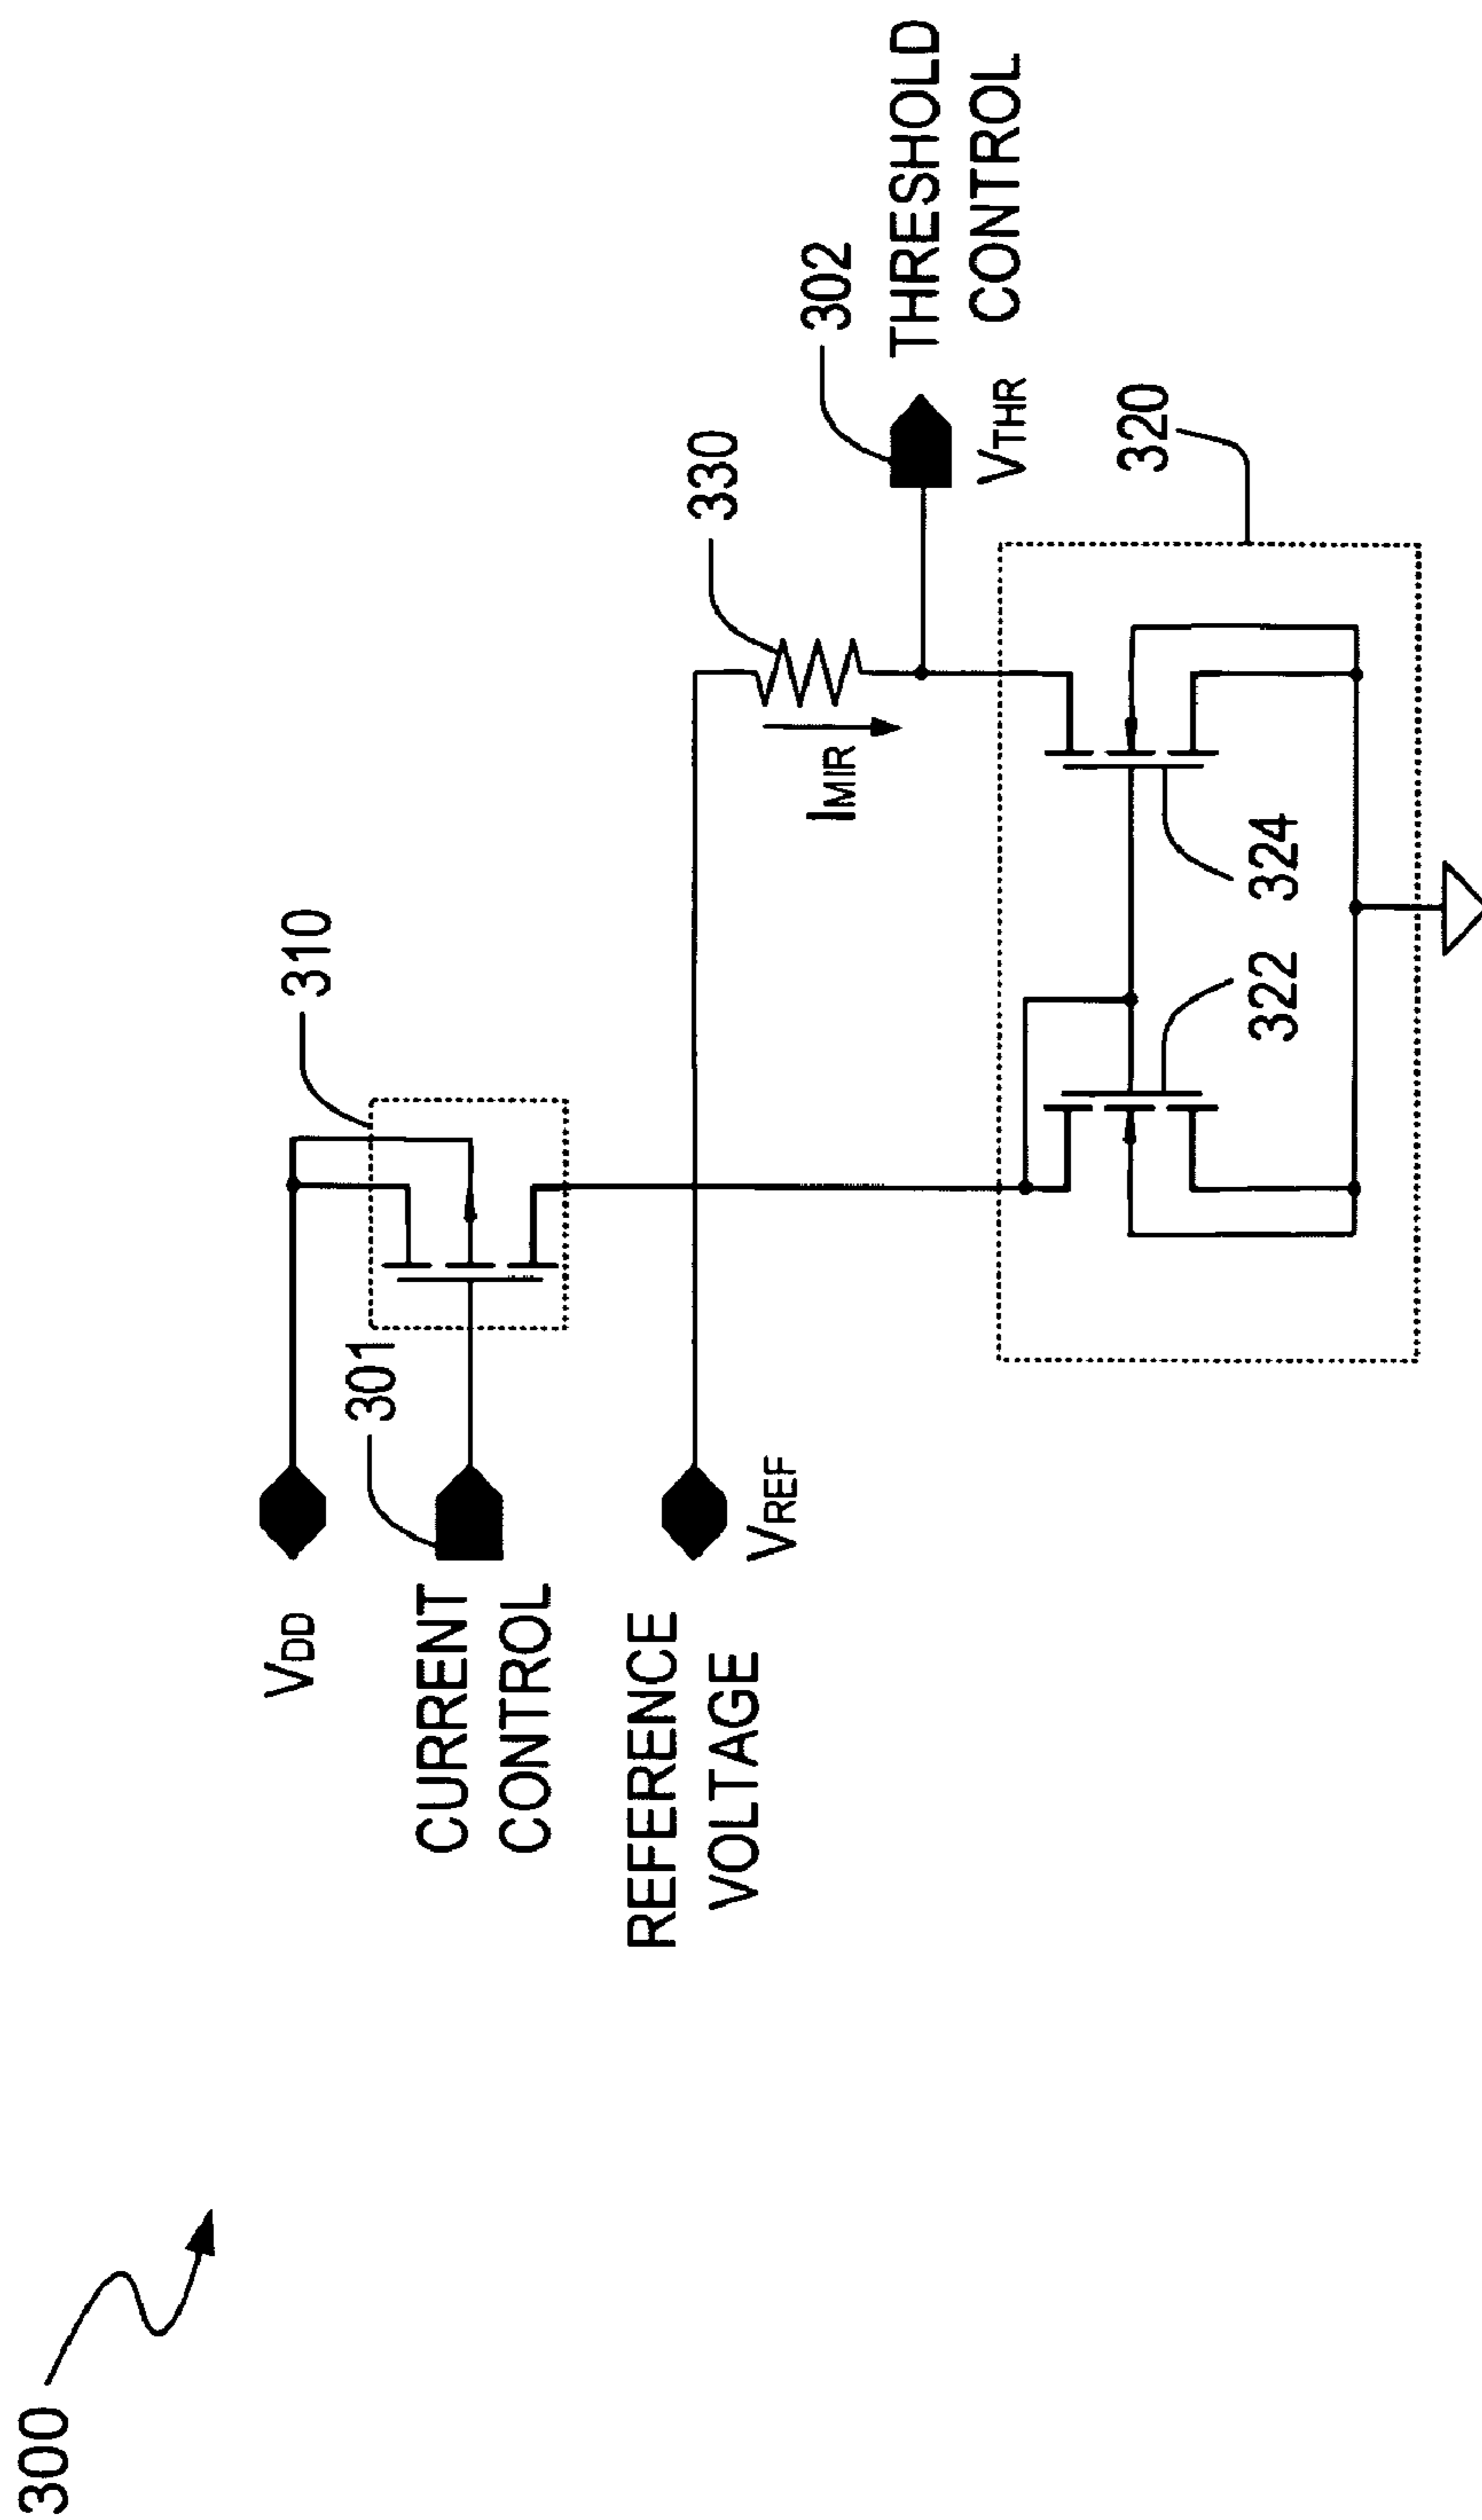 300
VDD
310
301
CURRENT
CONTROL
REFERENCE
VOLTAGE
VREF
330
IMIR
302
THRESHOLD
CONTROL
VTHR
320
322
324